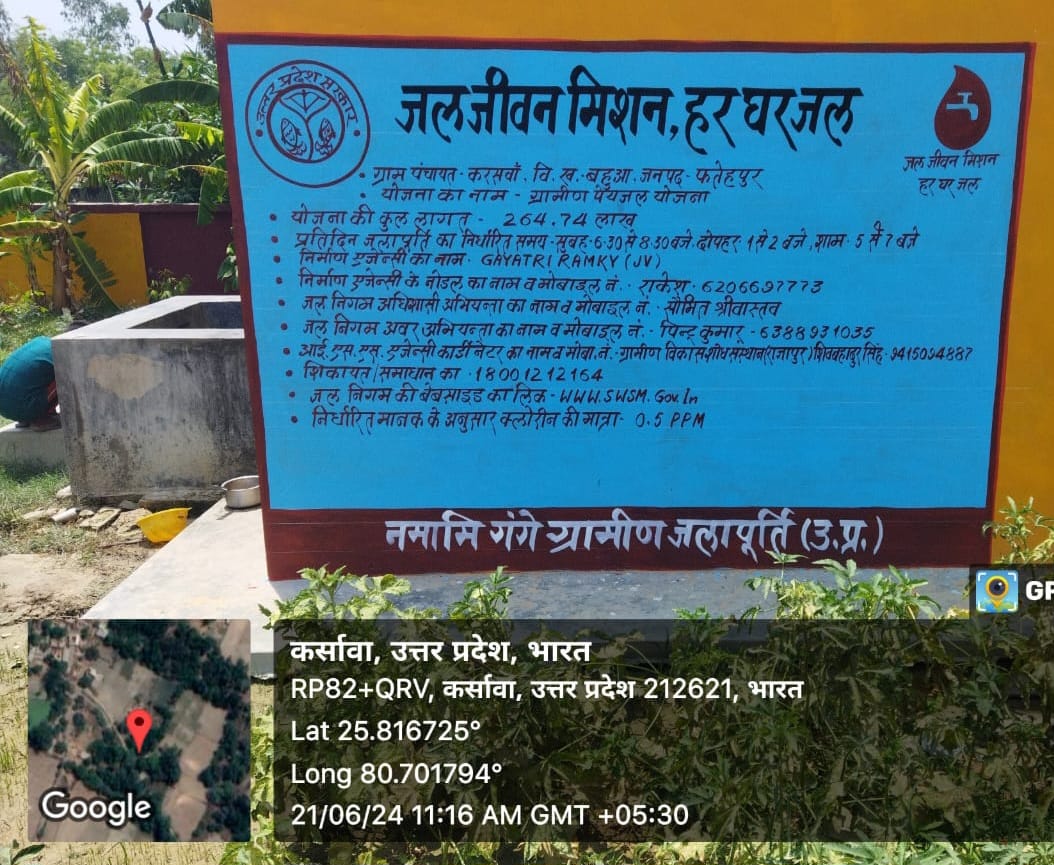 उत्तर प्रदेश सरकार
जल जीवन मिशन, हर घर जल
जल जीवन मिशन
हर घर जल
• ग्राम पंचायत - करसवाँ, वि. ख. - बहुआ, जनपद - फतेहपुर
• योजना का नाम - ग्रामीण पेयजल योजना
• योजना की कुल लागत - 264.74 लाख
• प्रतिदिन जलापूर्ति का निर्धारित समय - सुबह - 6:30 से 8:30 बजे, दोपहर - 1 से 2 बजे, शाम - 5 से 7 बजे
• निर्माण एजेन्सी का नाम - GAYATRI RAMKY (JV)
• निर्माण एजेन्सी के नोडल का नाम व मोबाइल नं. - राकेश - 6206697773
• जल निगम अधिशासी अभियन्ता का नाम व मोबाइल नं. - सौमित श्रीवास्तव
• जल निगम अवर अभियन्ता का नाम व मोबाइल नं. - पिन्टू कुमार - 6388931035
• आई.एस.एस. एजेन्सी कार्डीनेटर का नाम व मोबा. नं. - ग्रामीण विकास शोध संस्थान (राजापुर) शिवबहादुर सिंह - 9415094887
• शिकायत/समाधान का - 18001212164
• जल निगम की बेबसाइड का लिंक - WWW.SWSM.Gov.In
• निर्धारित मानक के अनुसार क्लोरीन की मात्रा - 0.5 PPM
नमामि गंगे ग्रामीण जलापूर्ति (उ.प्र.)
कर्सावा, उत्तर प्रदेश, भारत
RP82+QRV, कर्सावा, उत्तर प्रदेश 212621, भारत
Lat 25.816725°
Long 80.701794°
21/06/24 11:16 AM GMT +05:30
Google